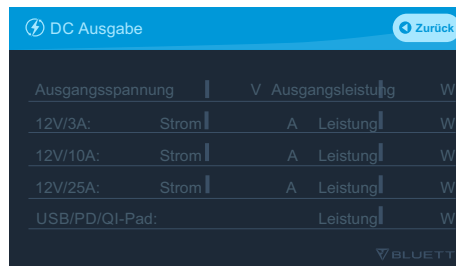 DC Ausgabe
Zurück
Ausgangsspannung V Ausgangsleistung W
12V/3A: Strom A Leistung W
12V/10A: Strom A Leistung W
12V/25A: Strom A Leistung W
USB/PD/QI-Pad: Leistung W
BLUETT